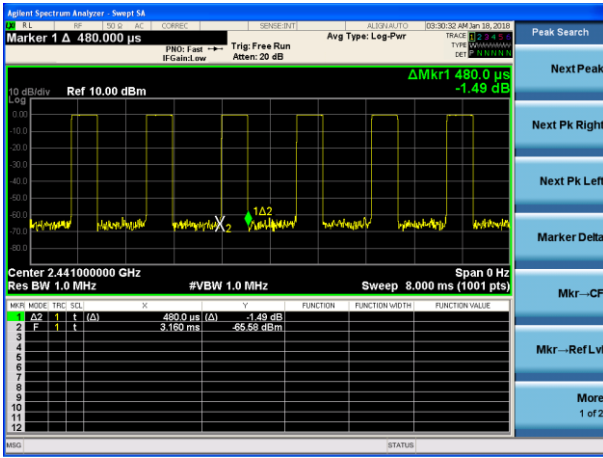 Agilent Spectrum Analyzer - Swept SA
RL RF 50 Ω AC CORREC SENSE:INT ALIGNAUTO 03:30:32 AM Jan 18, 2018
Marker 1 Δ 480.000 µs
PNO: Fast
IFGain:Low
Trig: Free Run
Atten: 20 dB
Avg Type: Log-Pwr
TRACE 1 2 3 4 5 6
TYPE
DET P N N N N N
Peak Search
Next Peak
Next Pk Right
Next Pk Left
Marker Delta
Mkr→CF
Mkr→RefLvl
More
1 of 2
ΔMkr1 480.0 µs
-1.49 dB
10 dB/div Ref 10.00 dBm
Log
0.00
-10.0
-20.0
-30.0
-40.0
-50.0
-60.0
-70.0
-80.0
1Δ2
X2
Center 2.441000000 GHz Span 0 Hz
Res BW 1.0 MHz #VBW 1.0 MHz Sweep 8.000 ms (1001 pts)
MKR MODE TRC SCL X Y FUNCTION FUNCTION WIDTH FUNCTION VALUE
1 Δ2 1 t (Δ) 480.0 µs (Δ) -1.49 dB
2 F 1 t 3.160 ms -65.58 dBm
3
4
5
6
7
8
9
10
11
12
MSG STATUS